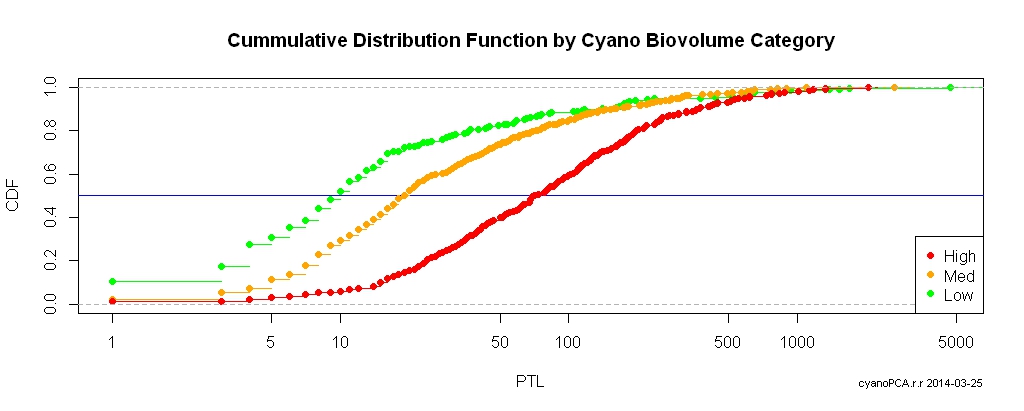 Cummulative Distribution Function by Cyano Biovolume Category
CDF
1.0
0.8
0.6
0.4
0.2
0.0
High
Med
Low
1 5 10 50 100 500 1000 5000
PTL
cyanoPCA.r.r 2014-03-25